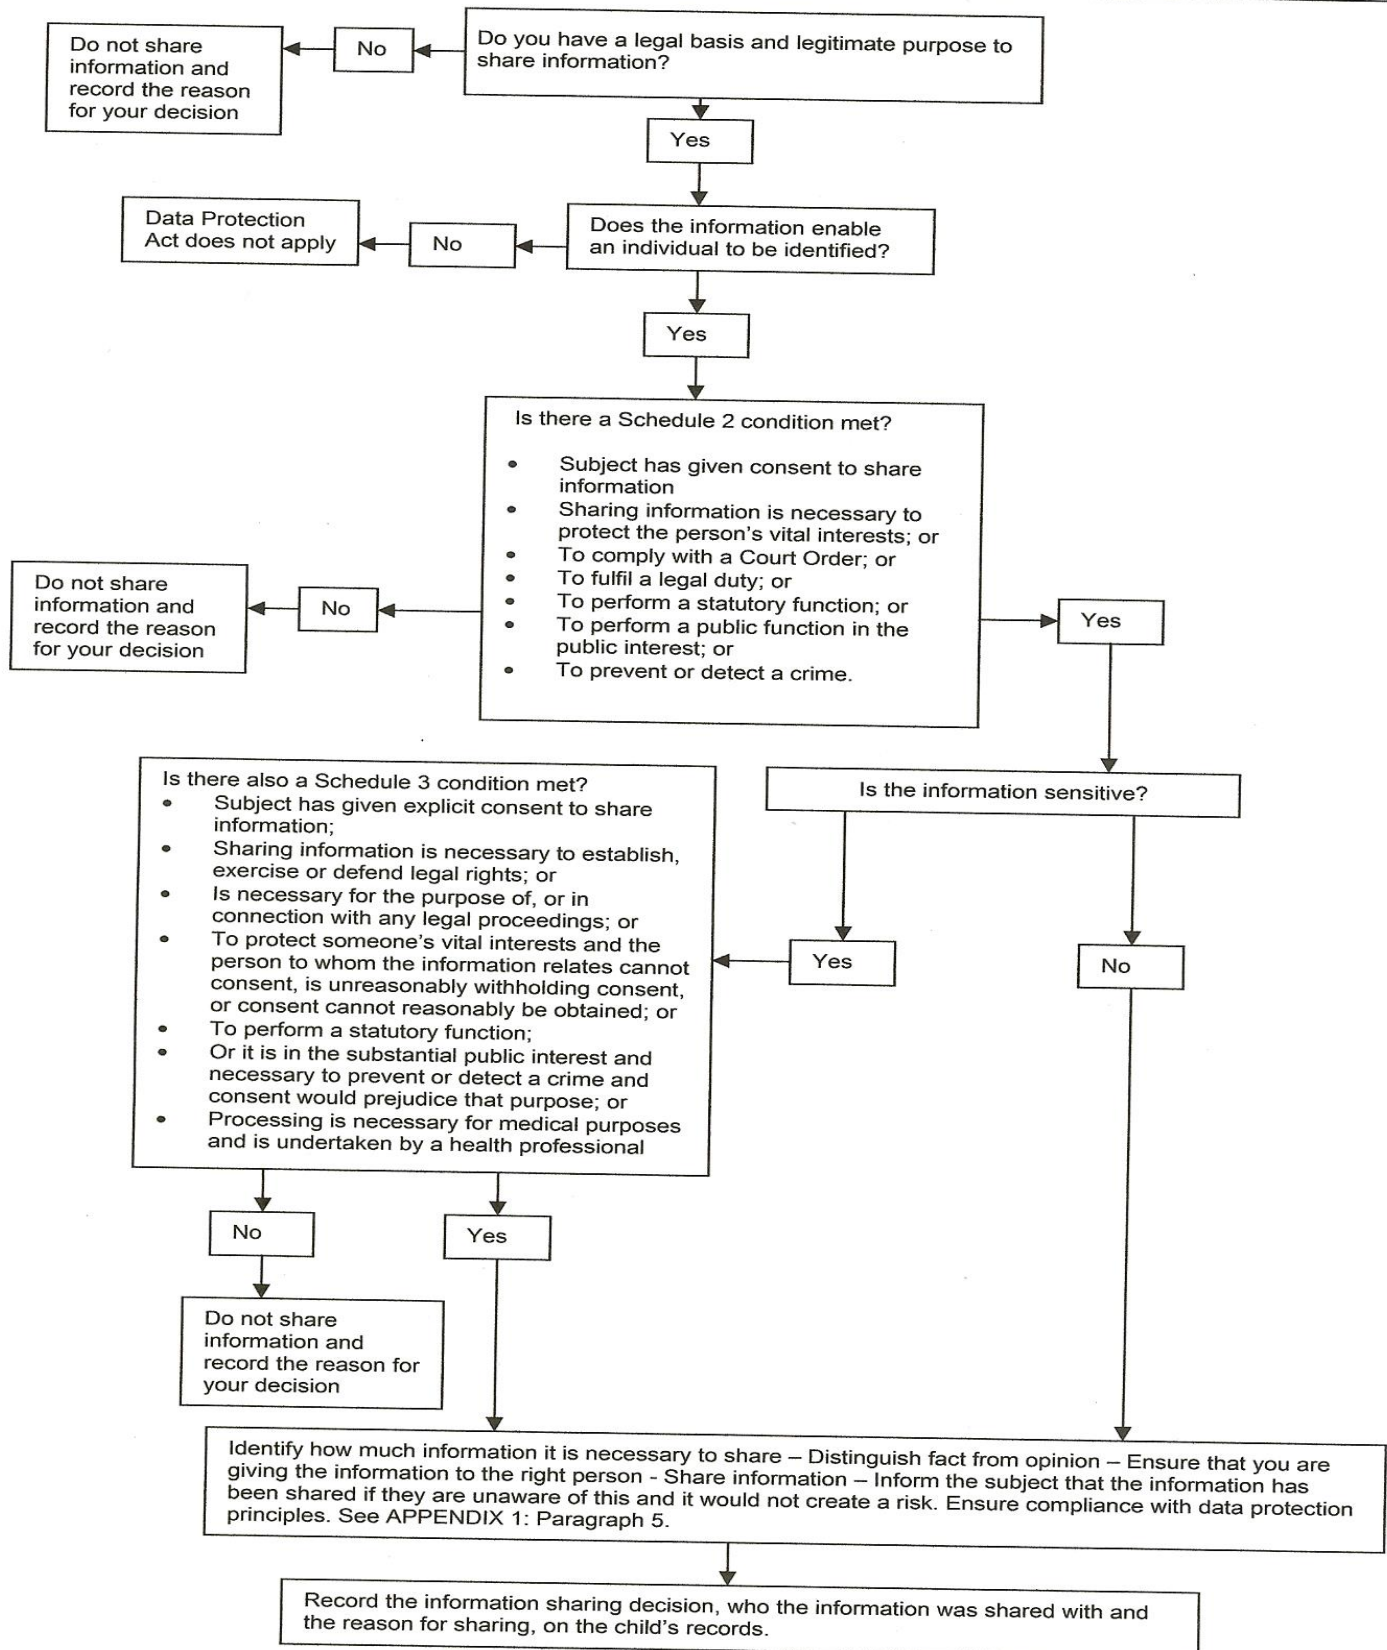 Do you have a legal basis and legitimate purpose to
share information?
No
Do not share
information and
record the reason
for your decision
Yes
Does the information enable
an individual to be identified?
No
Data Protection
Act does not apply
Yes
Is there a Schedule 2 condition met?
• Subject has given consent to share
information
• Sharing information is necessary to
protect the person's vital interests; or
• To comply with a Court Order; or
• To fulfil a legal duty; or
• To perform a statutory function; or
• To perform a public function in the
public interest; or
• To prevent or detect a crime.
No
Do not share
information and
record the reason
for your decision
Yes
Is the information sensitive?
Yes
No
Is there also a Schedule 3 condition met?
• Subject has given explicit consent to share
information;
• Sharing information is necessary to establish,
exercise or defend legal rights; or
• Is necessary for the purpose of, or in
connection with any legal proceedings; or
• To protect someone's vital interests and the
person to whom the information relates cannot
consent, is unreasonably withholding consent,
or consent cannot reasonably be obtained; or
• To perform a statutory function;
• Or it is in the substantial public interest and
necessary to prevent or detect a crime and
consent would prejudice that purpose; or
• Processing is necessary for medical purposes
and is undertaken by a health professional
No
Yes
Do not share
information and
record the reason for
your decision
Identify how much information it is necessary to share – Distinguish fact from opinion – Ensure that you are
giving the information to the right person - Share information – Inform the subject that the information has
been shared if they are unaware of this and it would not create a risk. Ensure compliance with data protection
principles. See APPENDIX 1: Paragraph 5.
Record the information sharing decision, who the information was shared with and
the reason for sharing, on the child's records.